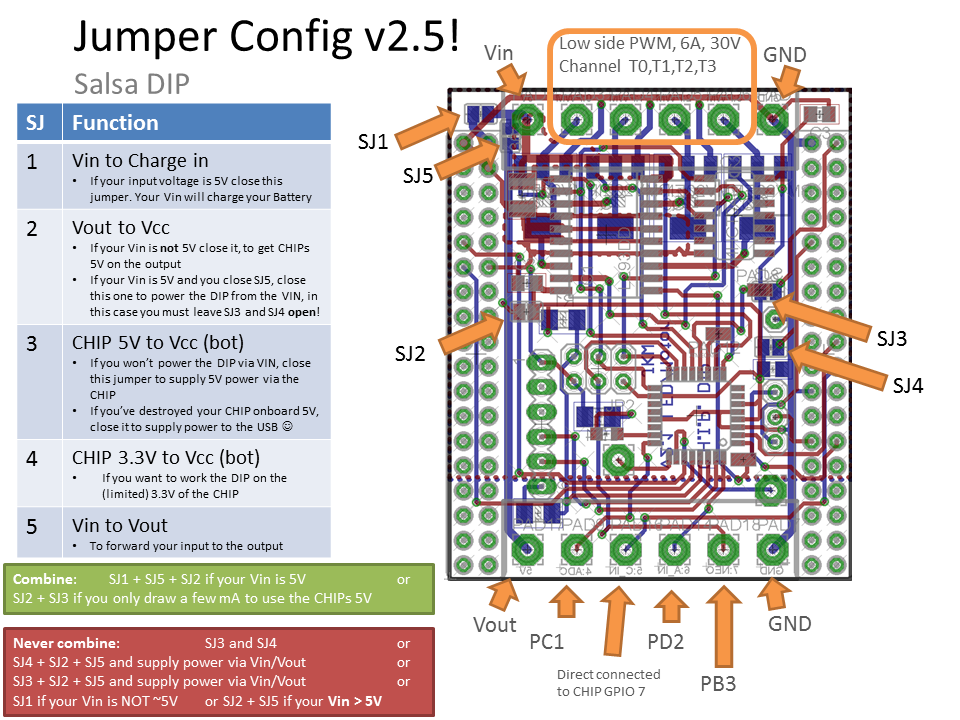 Jumper Config v2.5!
Salsa DIP
SJ Function
1 Vin to Charge in
• If your input voltage is 5V close this
jumper. Your Vin will charge your Battery
2 Vout to Vcc
• If your Vin is not 5V close it, to get CHIPs
5V on the output
• If your Vin is 5V and you close SJ5, close
this one to power the DIP from the VIN, in
this case you must leave SJ3 and SJ4 open!
3 CHIP 5V to Vcc (bot)
• If you won't power the DIP via VIN, close
this jumper to supply 5V power via the
CHIP
• If you've destroyed your CHIP onboard 5V,
close it to supply power to the USB ☺
4 CHIP 3.3V to Vcc (bot)
• If you want to work the DIP on the
(limited) 3.3V of the CHIP
5 Vin to Vout
• To forward your input to the output
Combine: SJ1 + SJ5 + SJ2 if your Vin is 5V or
SJ2 + SJ3 if you only draw a few mA to use the CHIPs 5V
Never combine: SJ3 and SJ4 or
SJ4 + SJ2 + SJ5 and supply power via Vin/Vout or
SJ3 + SJ2 + SJ5 and supply power via Vin/Vout or
SJ1 if your Vin is NOT ~5V or SJ2 + SJ5 if your Vin > 5V
Vin
Low side PWM, 6A, 30V
Channel T0,T1,T2,T3
GND
SJ1
SJ5
SJ2
SJ3
SJ4
Vout
PC1
Direct connected
to CHIP GPIO 7
PD2
PB3
GND